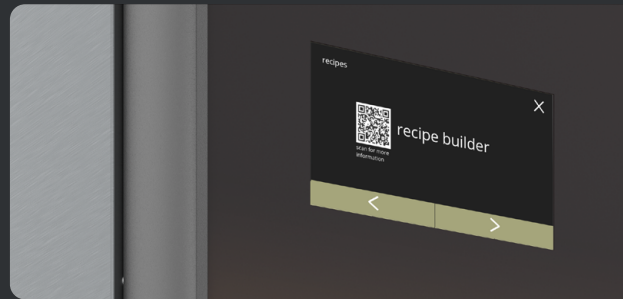 recipes
recipe builder
scan for more
information